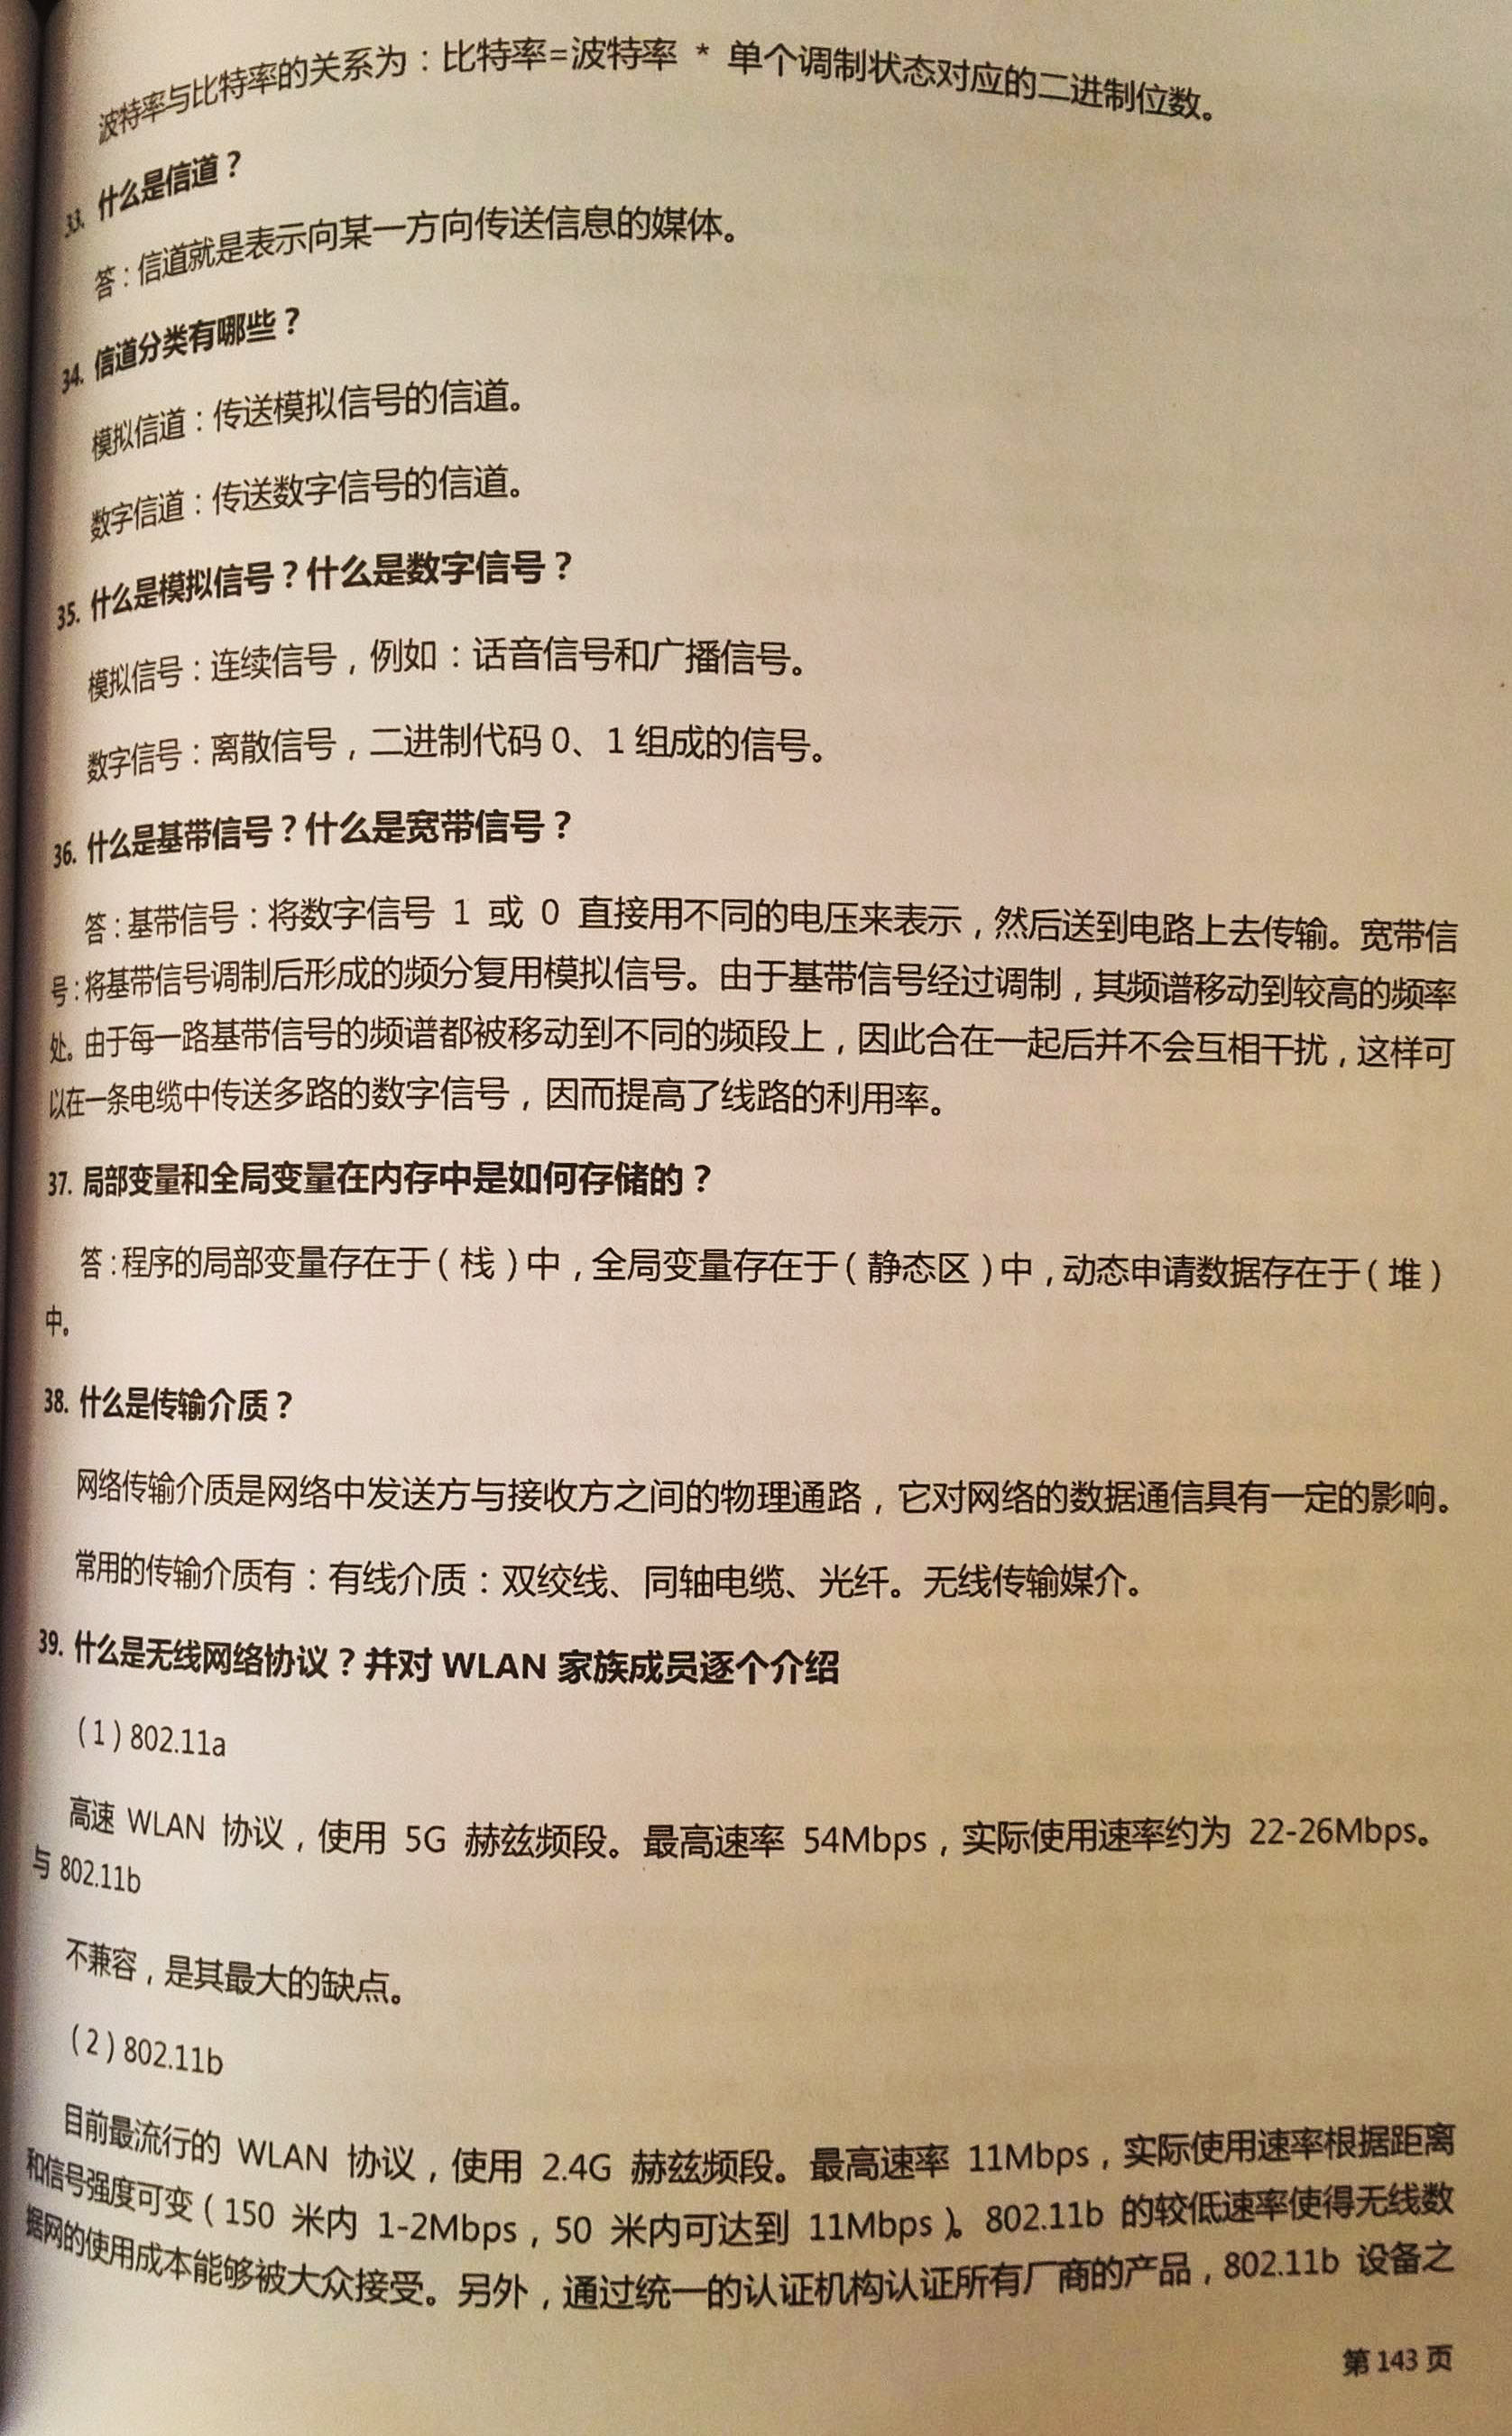 波特率与比特率的关系为：比特率=波特率 * 单个调制状态对应的二进制位数。
33. 什么是信道？
答：信道就是表示向某一方向传送信息的媒体。
34. 信道分类有哪些？
模拟信道：传送模拟信号的信道。
数字信道：传送数字信号的信道。
35. 什么是模拟信号？什么是数字信号？
模拟信号：连续信号，例如：话音信号和广播信号。
数字信号：离散信号，二进制代码 0、1 组成的信号。
36. 什么是基带信号？什么是宽带信号？
答：基带信号：将数字信号 1 或 0 直接用不同的电压来表示，然后送到电路上去传输。宽带信
号：将基带信号调制后形成的频分复用模拟信号。由于基带信号经过调制，其频谱移动到较高的频率
处。由于每一路基带信号的频谱都被移动到不同的频段上，因此合在一起后并不会互相干扰，这样可
以在一条电缆中传送多路的数字信号，因而提高了线路的利用率。
37. 局部变量和全局变量在内存中是如何存储的？
答：程序的局部变量存在于（栈）中，全局变量存在于（静态区）中，动态申请数据存在于（堆）
中。
38. 什么是传输介质？
网络传输介质是网络中发送方与接收方之间的物理通路，它对网络的数据通信具有一定的影响。
常用的传输介质有：有线介质：双绞线、同轴电缆、光纤。无线传输媒介。
39. 什么是无线网络协议？并对 WLAN 家族成员逐个介绍
（1）802.11a
高速 WLAN 协议，使用 5G 赫兹频段。最高速率 54Mbps，实际使用速率约为 22-26Mbps。
与 802.11b
不兼容，是其最大的缺点。
（2）802.11b
目前最流行的 WLAN 协议，使用 2.4G 赫兹频段。最高速率 11Mbps，实际使用速率根据距离
和信号强度可变（150 米内 1-2Mbps，50 米内可达到 11Mbps）。802.11b 的较低速率使得无线数
据网的使用成本能够被大众接受。另外，通过统一的认证机构认证所有厂商的产品，802.11b 设备之
第 143 页